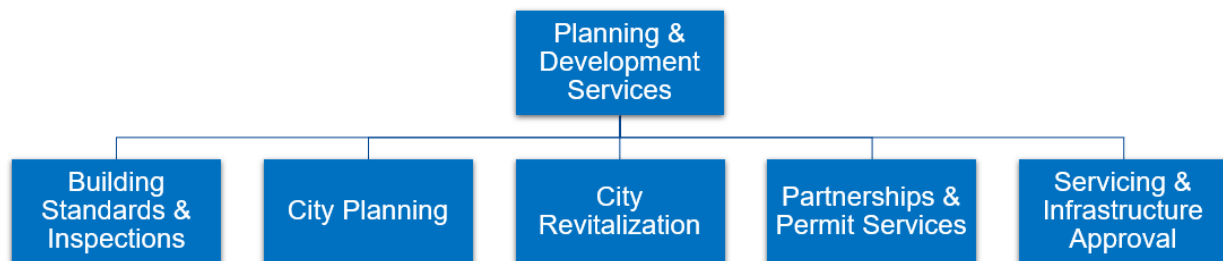 Planning &
Development
Services
Building
Standards &
Inspections
City Planning
City
Revitalization
Partnerships &
Permit Services
Servicing &
Infrastructure
Approval